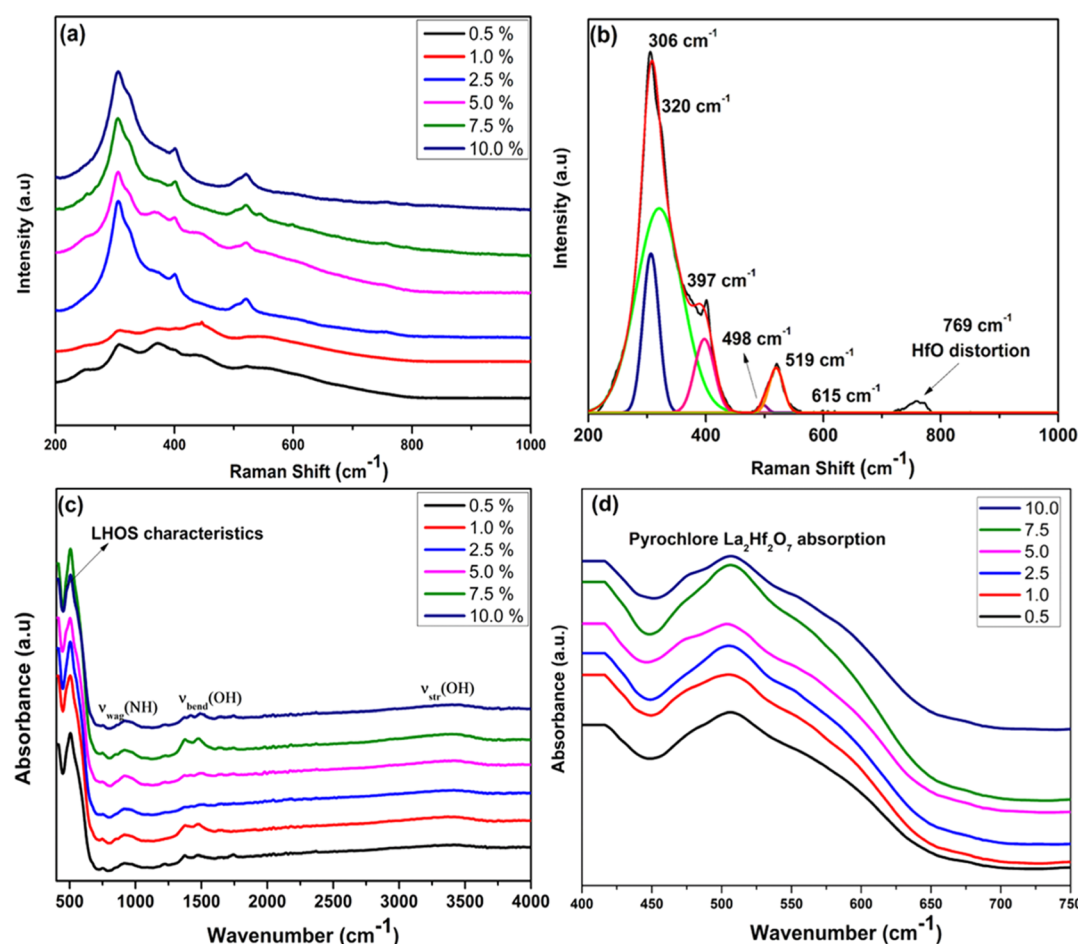 (a)
0.5 %
1.0 %
2.5 %
5.0 %
7.5 %
10.0 %
Intensity (a.u)
200 400 600 800 1000
Raman Shift (cm⁻¹)
(b)
306 cm⁻¹
320 cm⁻¹
397 cm⁻¹
498 cm⁻¹
519 cm⁻¹
615 cm⁻¹
769 cm⁻¹
HfO distortion
Intensity (a.u)
200 400 600 800 1000
Raman Shift (cm⁻¹)
(c)
LHOS characteristics
0.5 %
1.0 %
2.5 %
5.0 %
7.5 %
10.0 %
νwag(NH)
νbend(OH)
νstr(OH)
Absorbance (a.u)
500 1000 1500 2000 2500 3000 3500 4000
Wavenumber (cm⁻¹)
(d)
Pyrochlore La₂Hf₂O₇ absorption
10.0
7.5
5.0
2.5
1.0
0.5
Absorbance (a.u.)
400 450 500 550 600 650 700 750
Wavenumber (cm⁻¹)